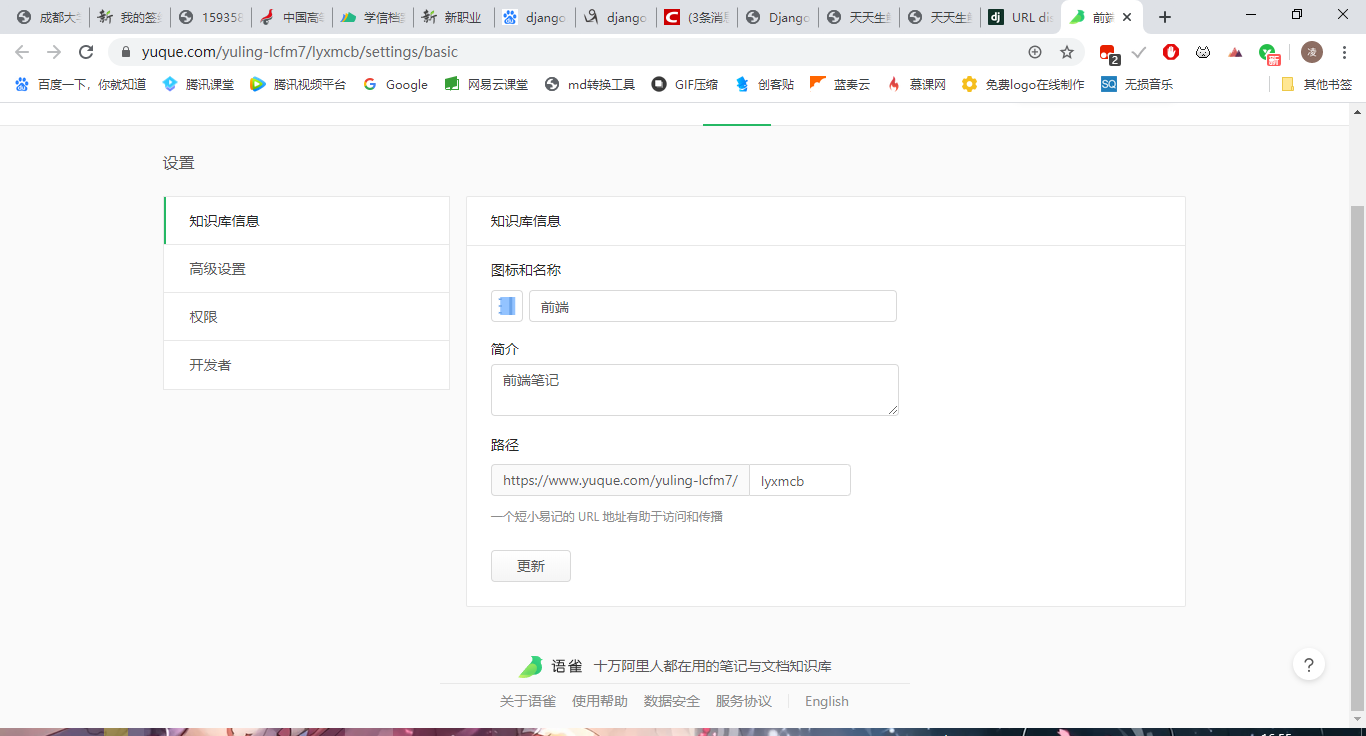 成都大 我的签 15935 中国高 学信档 新职业 django django (3条消息 Django 天天生 天天生 URL dis 前端
yuque.com/yuling-lcfm7/lyxmcb/settings/basic 2 凌 新
百度一下，你就知道 腾讯课堂 腾讯视频平台 Google 网易云课堂 md转换工具 GIF压缩 创客贴 蓝奏云 慕课网 免费logo在线制作 SQ 无损音乐 其他书签
设置
知识库信息
高级设置
权限
开发者
知识库信息
图标和名称
前端
简介
前端笔记
路径
https://www.yuque.com/yuling-lcfm7/ lyxmcb
一个短小易记的 URL 地址有助于访问和传播
更新
语雀 十万阿里人都在用的笔记与文档知识库
关于语雀 使用帮助 数据安全 服务协议 English
?